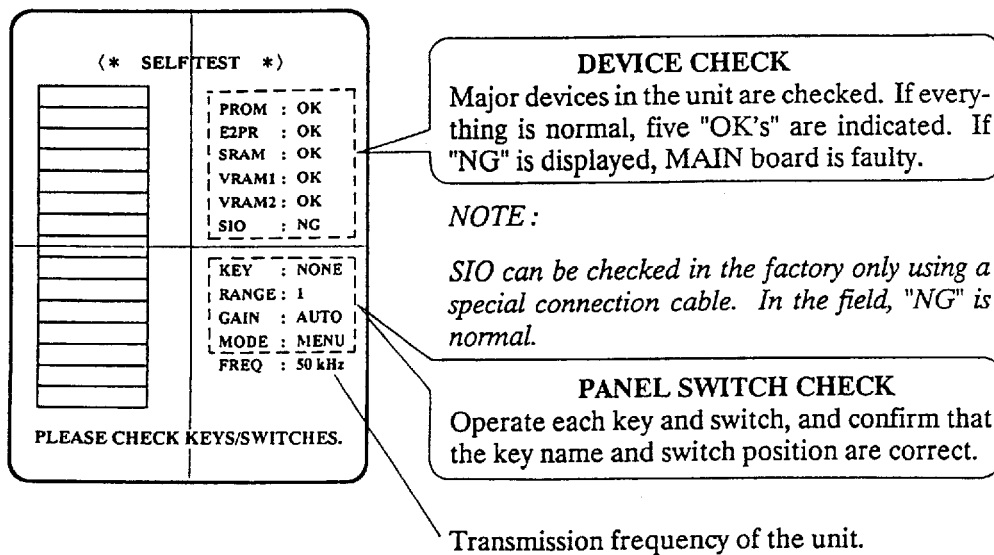 (* SELF TEST *)
PROM : OK
E2PR : OK
SRAM : OK
VRAM1 : OK
VRAM2 : OK
SIO : NG
KEY : NONE
RANGE : 1
GAIN : AUTO
MODE : MENU
FREQ : 50 kHz
PLEASE CHECK KEYS/SWITCHES.
DEVICE CHECK
Major devices in the unit are checked. If every-
thing is normal, five "OK's" are indicated. If
"NG" is displayed, MAIN board is faulty.
NOTE :
SIO can be checked in the factory only using a
special connection cable. In the field, "NG" is
normal.
PANEL SWITCH CHECK
Operate each key and switch, and confirm that
the key name and switch position are correct.
Transmission frequency of the unit.